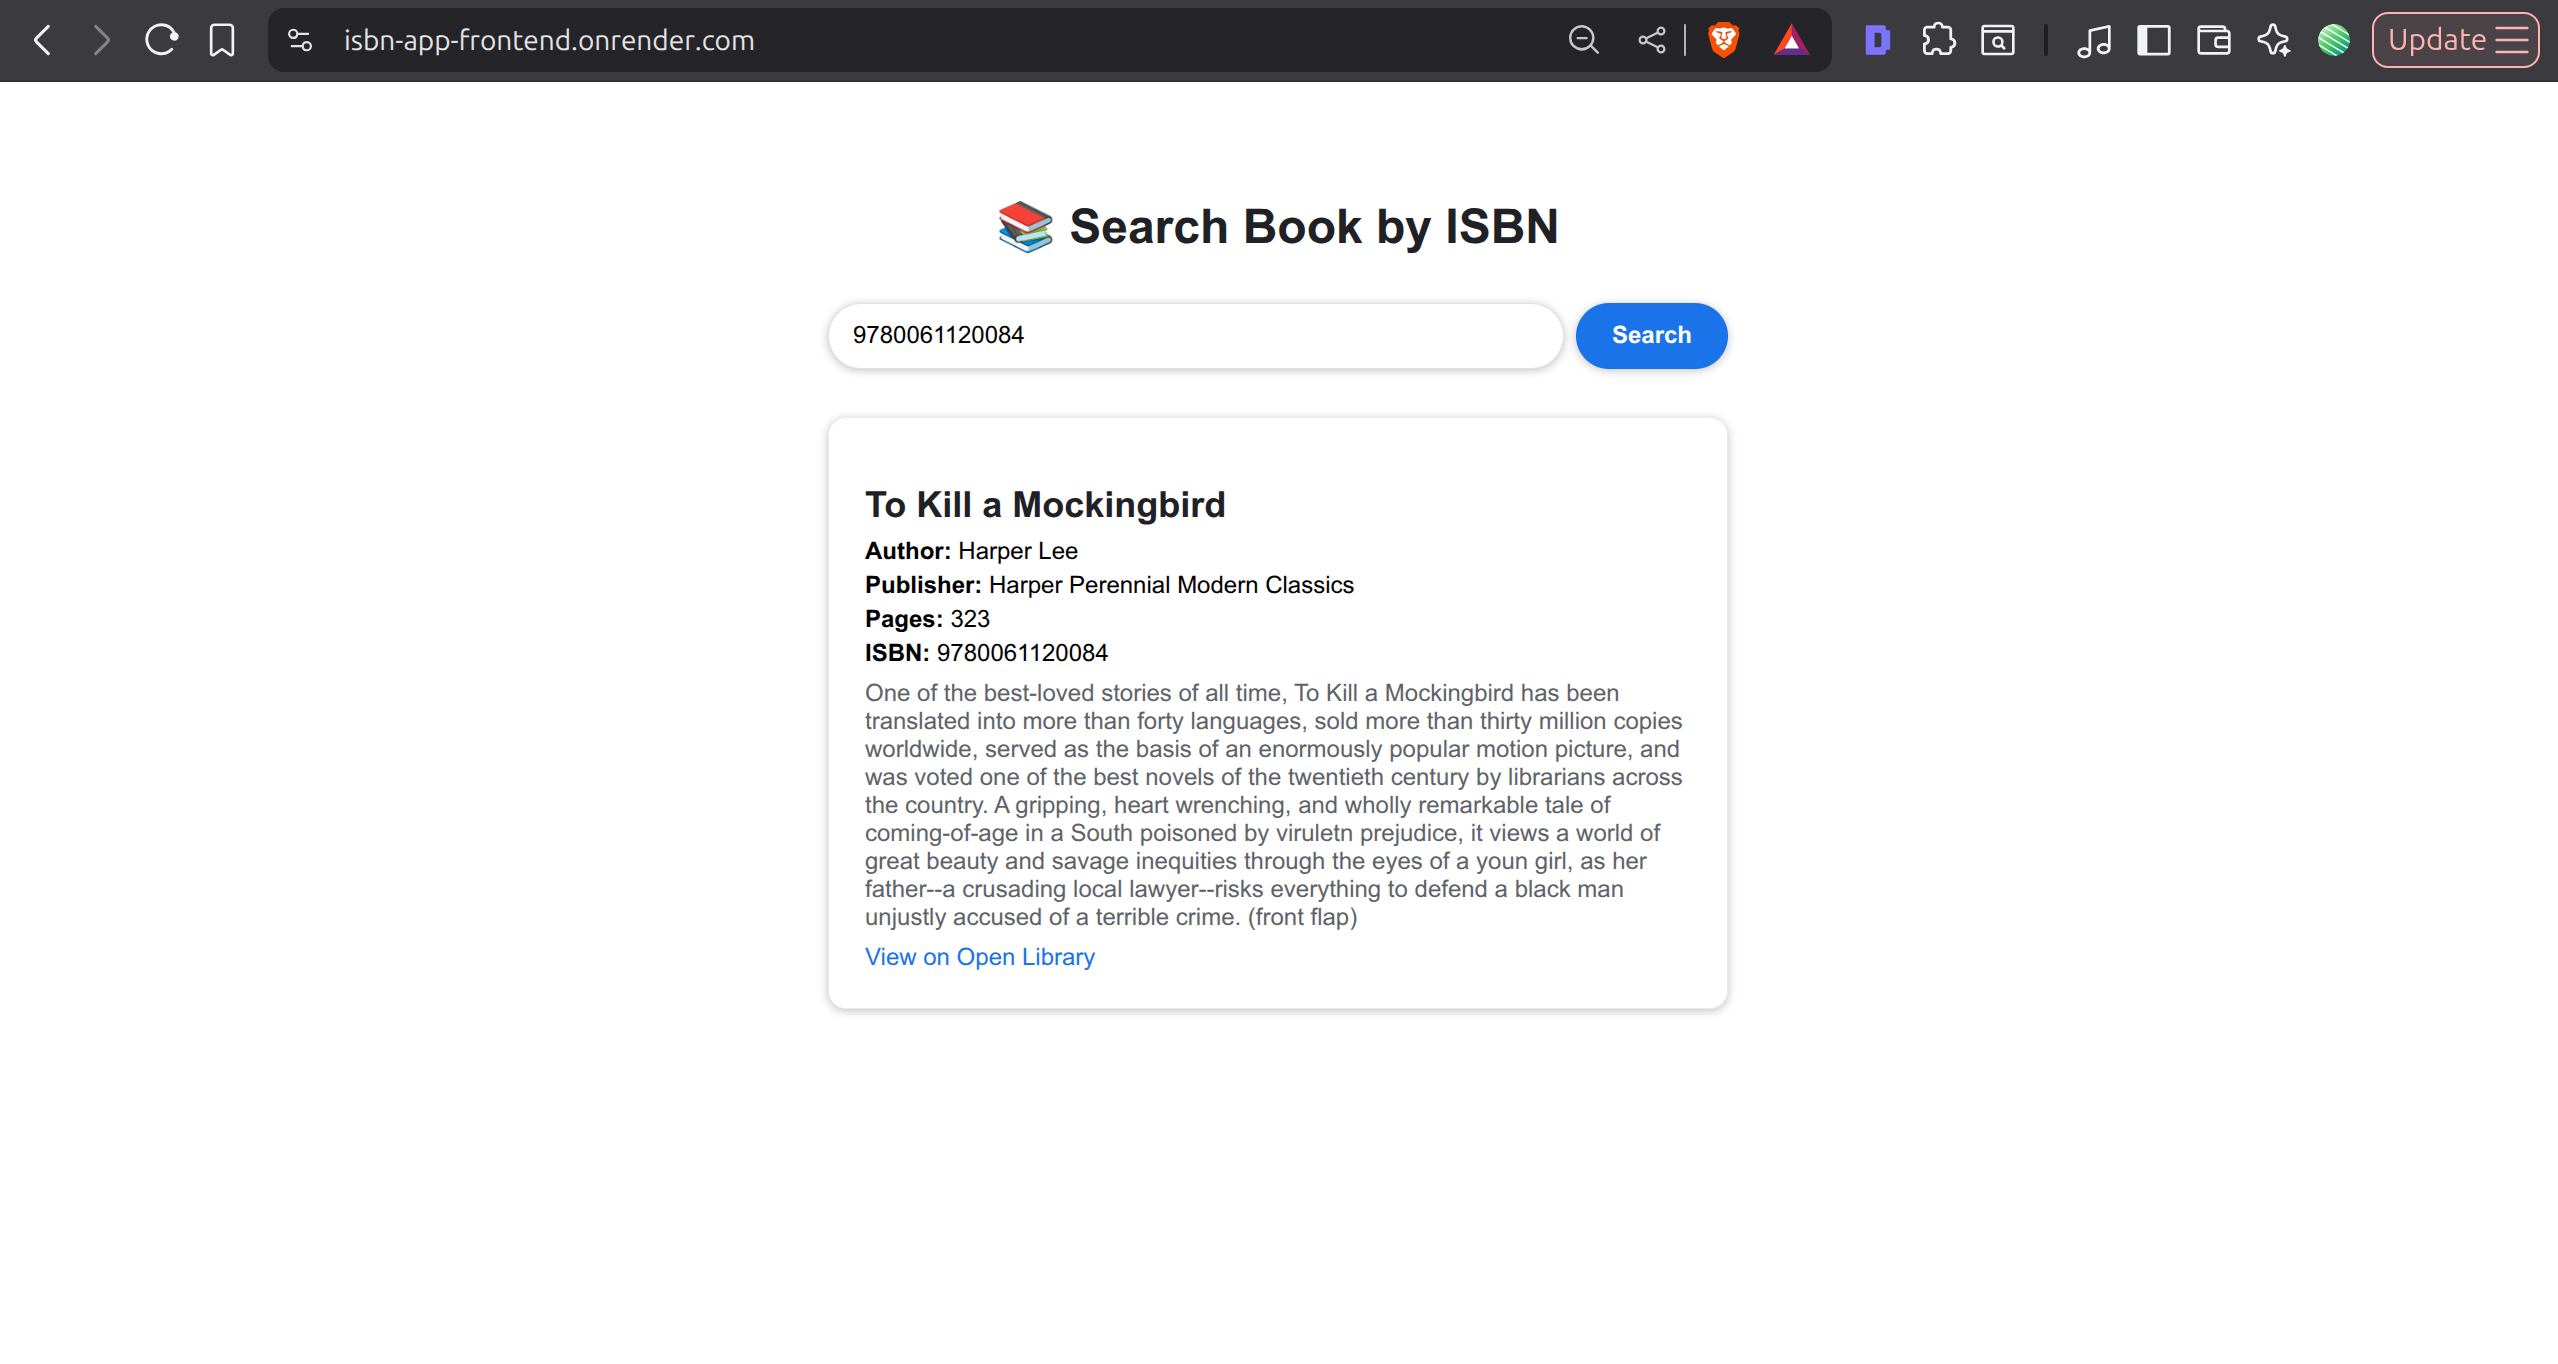 isbn-app-frontend.onrender.com
Update
📚 Search Book by ISBN
9780061120084
Search
To Kill a Mockingbird
Author: Harper Lee
Publisher: Harper Perennial Modern Classics
Pages: 323
ISBN: 9780061120084
One of the best-loved stories of all time, To Kill a Mockingbird has been
translated into more than forty languages, sold more than thirty million copies
worldwide, served as the basis of an enormously popular motion picture, and
was voted one of the best novels of the twentieth century by librarians across
the country. A gripping, heart wrenching, and wholly remarkable tale of
coming-of-age in a South poisoned by viruletn prejudice, it views a world of
great beauty and savage inequities through the eyes of a youn girl, as her
father--a crusading local lawyer--risks everything to defend a black man
unjustly accused of a terrible crime. (front flap)
View on Open Library